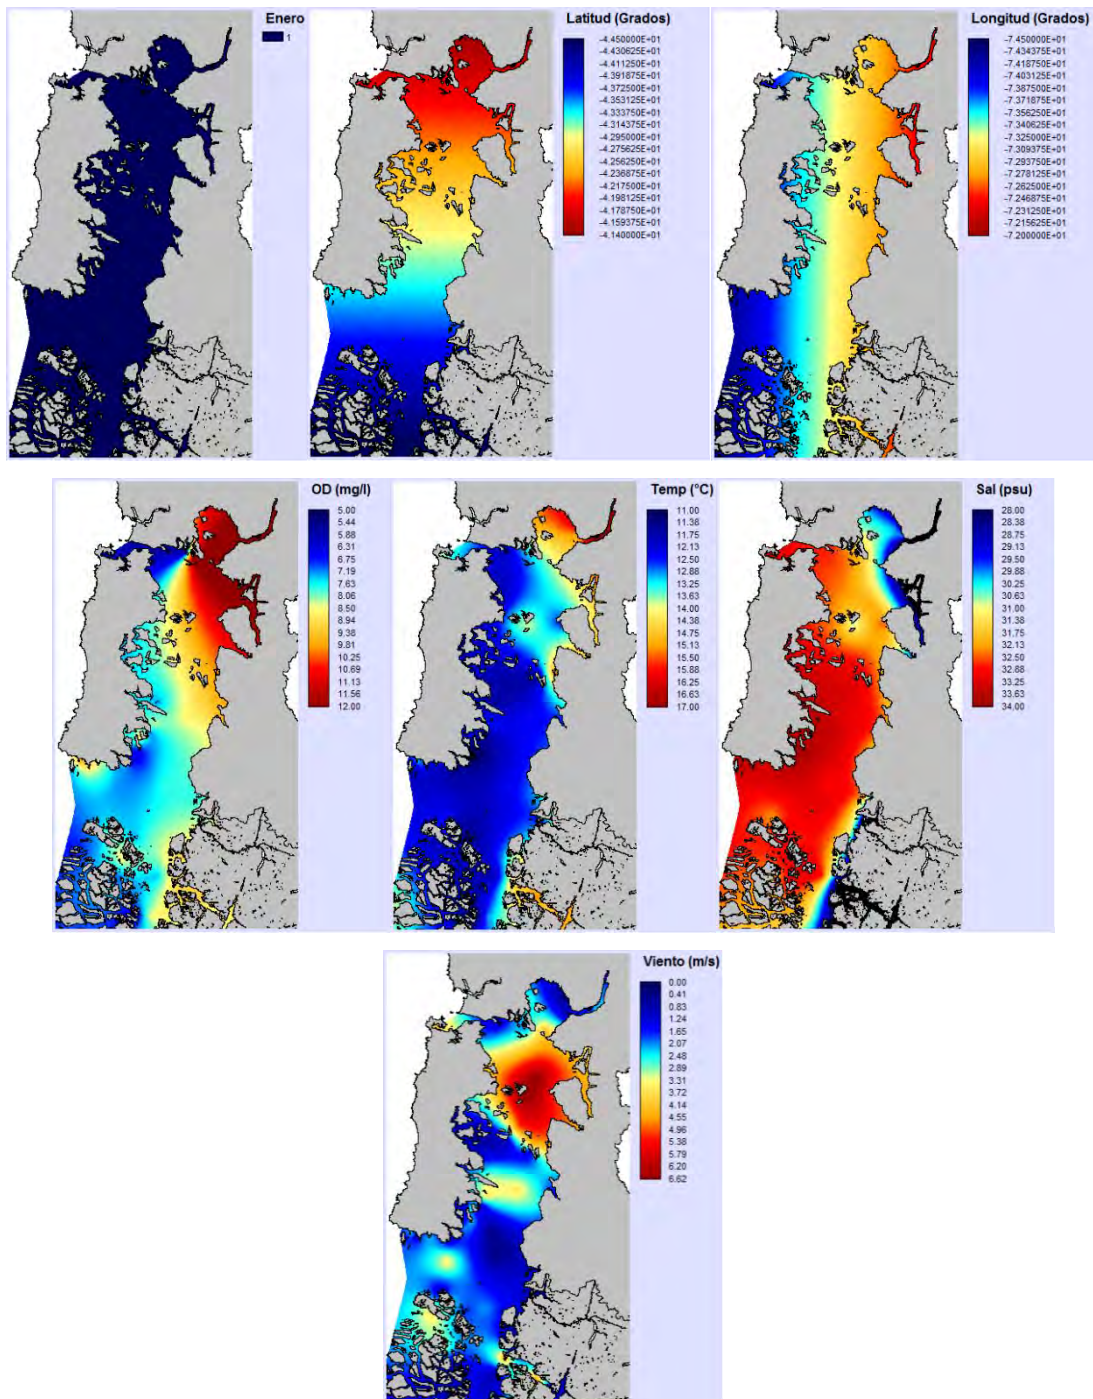 Enero
1
Latitud (Grados)
-4.450000E+01
-4.430625E+01
-4.411250E+01
-4.391875E+01
-4.372500E+01
-4.353125E+01
-4.333750E+01
-4.314375E+01
-4.295000E+01
-4.275625E+01
-4.256250E+01
-4.236875E+01
-4.217500E+01
-4.198125E+01
-4.178750E+01
-4.159375E+01
-4.140000E+01
Longitud (Grados)
-7.450000E+01
-7.434375E+01
-7.418750E+01
-7.403125E+01
-7.387500E+01
-7.371875E+01
-7.356250E+01
-7.340625E+01
-7.325000E+01
-7.309375E+01
-7.293750E+01
-7.278125E+01
-7.262500E+01
-7.246875E+01
-7.231250E+01
-7.215625E+01
-7.200000E+01
OD (mg/l)
5.00
5.44
5.88
6.31
6.75
7.19
7.63
8.06
8.50
8.94
9.38
9.81
10.25
10.69
11.13
11.56
12.00
Temp (°C)
11.00
11.38
11.75
12.13
12.50
12.88
13.25
13.63
14.00
14.38
14.75
15.13
15.50
15.88
16.25
16.63
17.00
Sal (psu)
28.00
28.38
28.75
29.13
29.50
29.88
30.25
30.63
31.00
31.38
31.75
32.13
32.50
32.88
33.25
33.63
34.00
Viento (m/s)
0.00
0.41
0.83
1.24
1.65
2.07
2.48
2.89
3.31
3.72
4.14
4.55
4.96
5.38
5.79
6.20
6.62